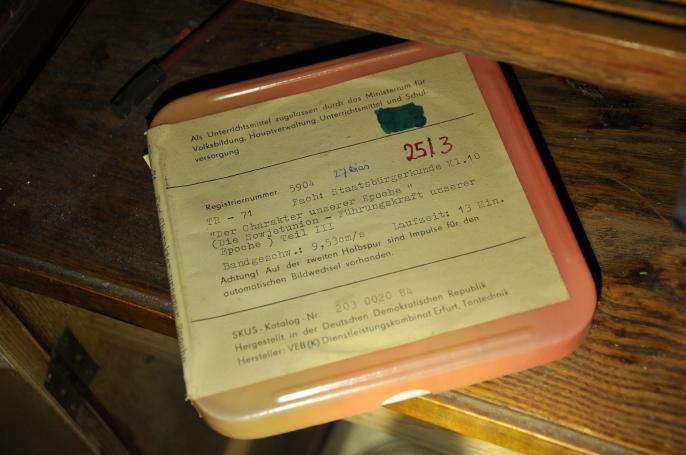 Als Unterrichtsmittel zugelassen durch das Ministerium für
Volksbildung, Hauptverwaltung Unterrichtsmittel und Schul-
versorgung
25/3
Registriernummer 5904
TR - 71 Fach: Staatsbürgerkunde Kl.10
"Der Charakter unserer Epoche "
(Die Sowjetunion - Führungskraft unserer
Epoche ) Teil III
Bandgeschw.: 9,53cm/s Laufzeit: 13 Min.
Achtung! Auf der zweiten Halbspur sind Impulse für den
automatischen Bildwechsel vorhanden.
SKUS-Katalog-Nr. 203 0020 84
Hergestellt in der Deutschen Demokratischen Republik
Hersteller: VEB(K) Dienstleistungskombinat Erfurt, Tontechnik